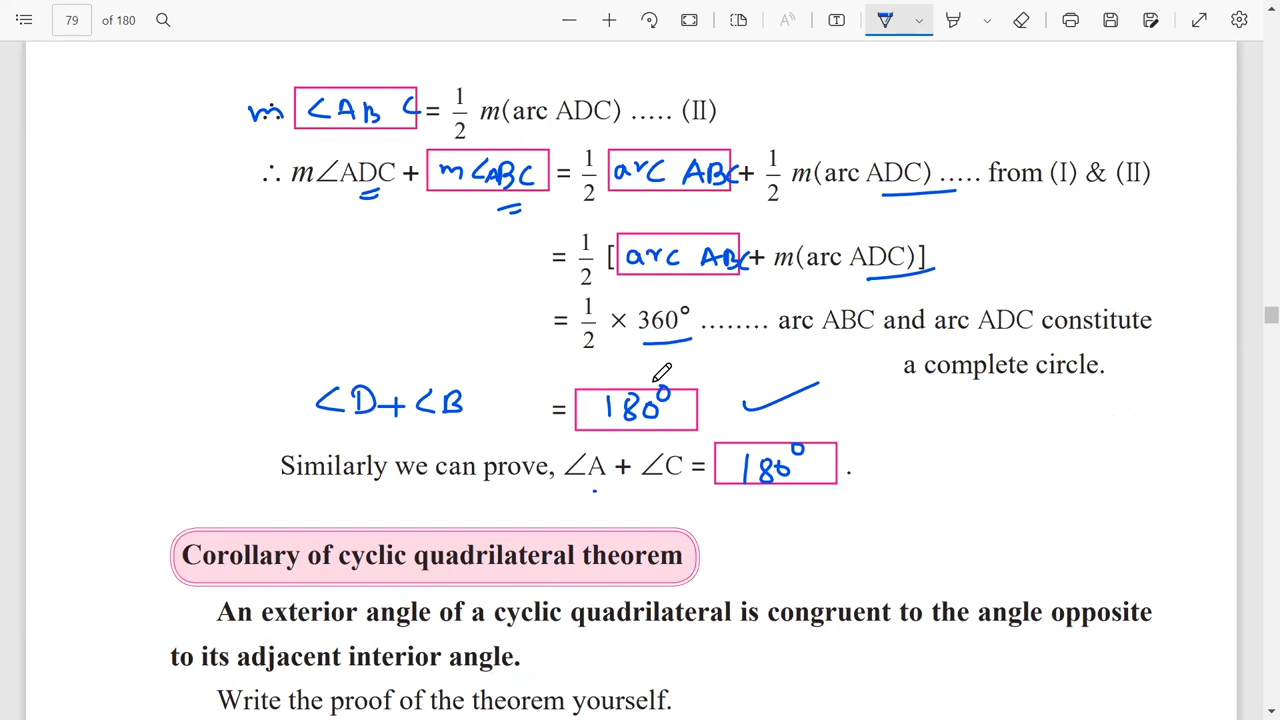 79 of 180
m ∴ ∠ABC = 1/2 m(arc ADC) ..... (II)
∴ m∠ADC + m∠ABC = 1/2 arc ABC + 1/2 m(arc ADC) ..... from (I) & (II)
= 1/2 [arc ABC + m(arc ADC)]
= 1/2 × 360° ........ arc ABC and arc ADC constitute
a complete circle.
∠D+∠B = 180°
Similarly we can prove, ∠A + ∠C = 180° .
Corollary of cyclic quadrilateral theorem
An exterior angle of a cyclic quadrilateral is congruent to the angle opposite
to its adjacent interior angle.
Write the proof of the theorem yourself.